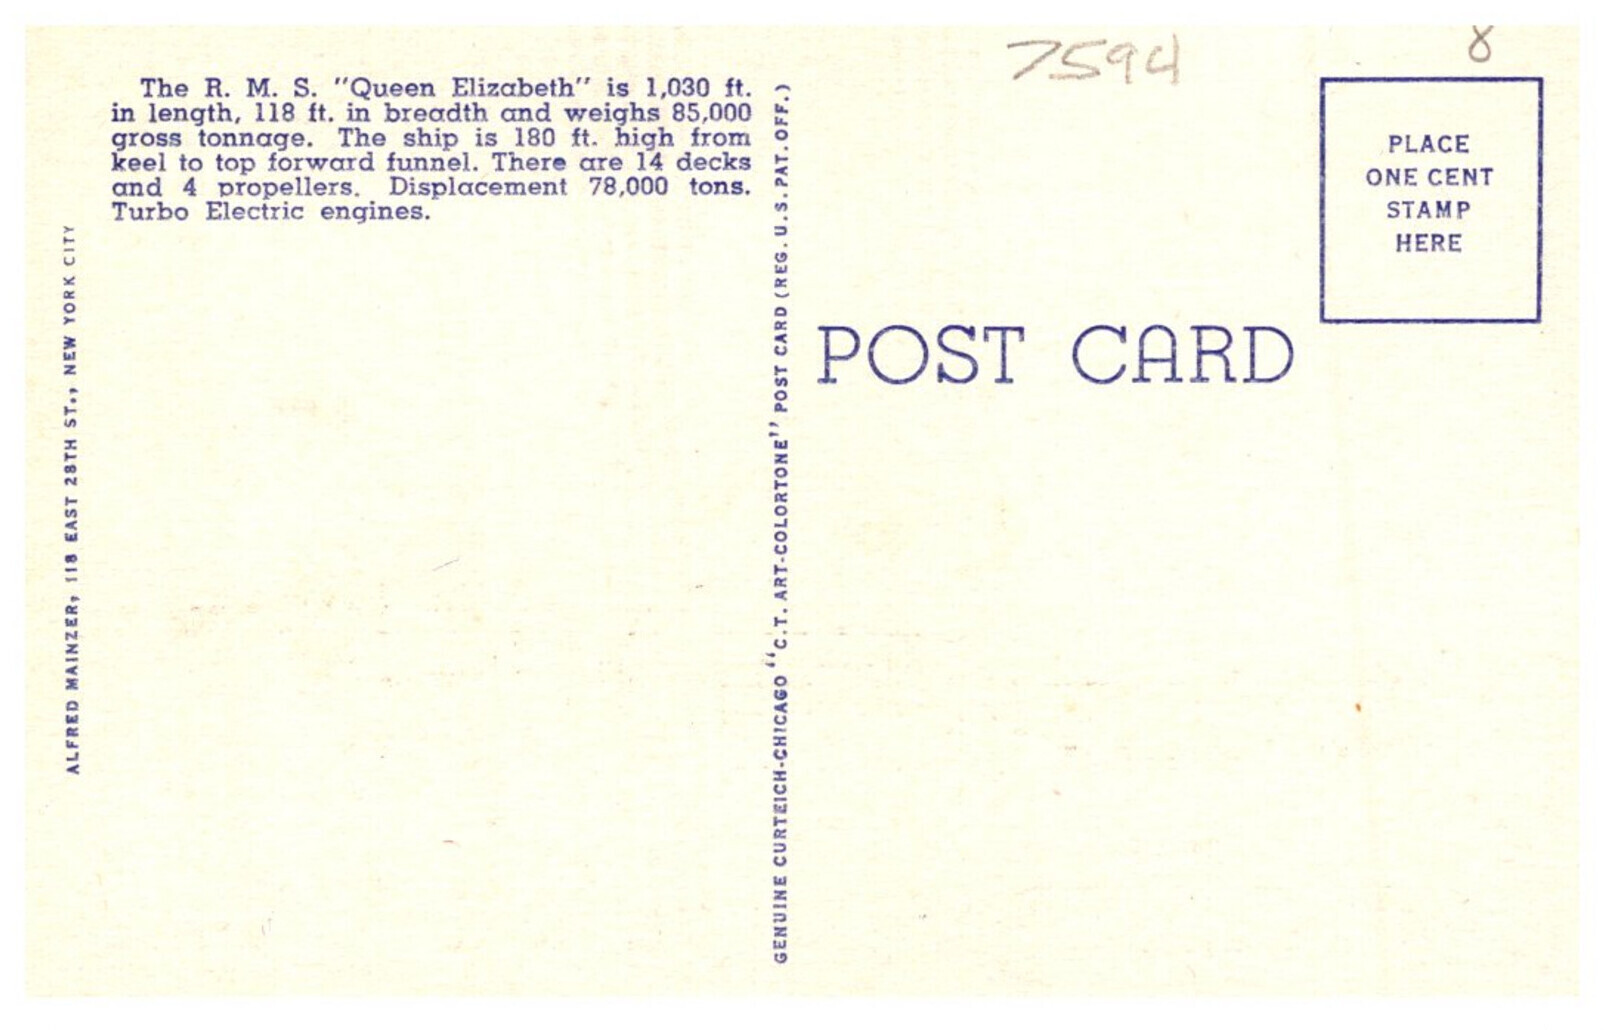 7594
8
The R. M. S. "Queen Elizabeth" is 1,030 ft.
in length, 118 ft. in breadth and weighs 85,000
gross tonnage. The ship is 180 ft. high from
keel to top forward funnel. There are 14 decks
and 4 propellers. Displacement 78,000 tons.
Turbo Electric engines.
ALFRED MAINZER, 118 EAST 28TH ST., NEW YORK CITY
GENUINE CURTEICH-CHICAGO "C.T. ART-COLORTONE" POST CARD (REG. U.S. PAT. OFF.)
PLACE
ONE CENT
STAMP
HERE
POST CARD